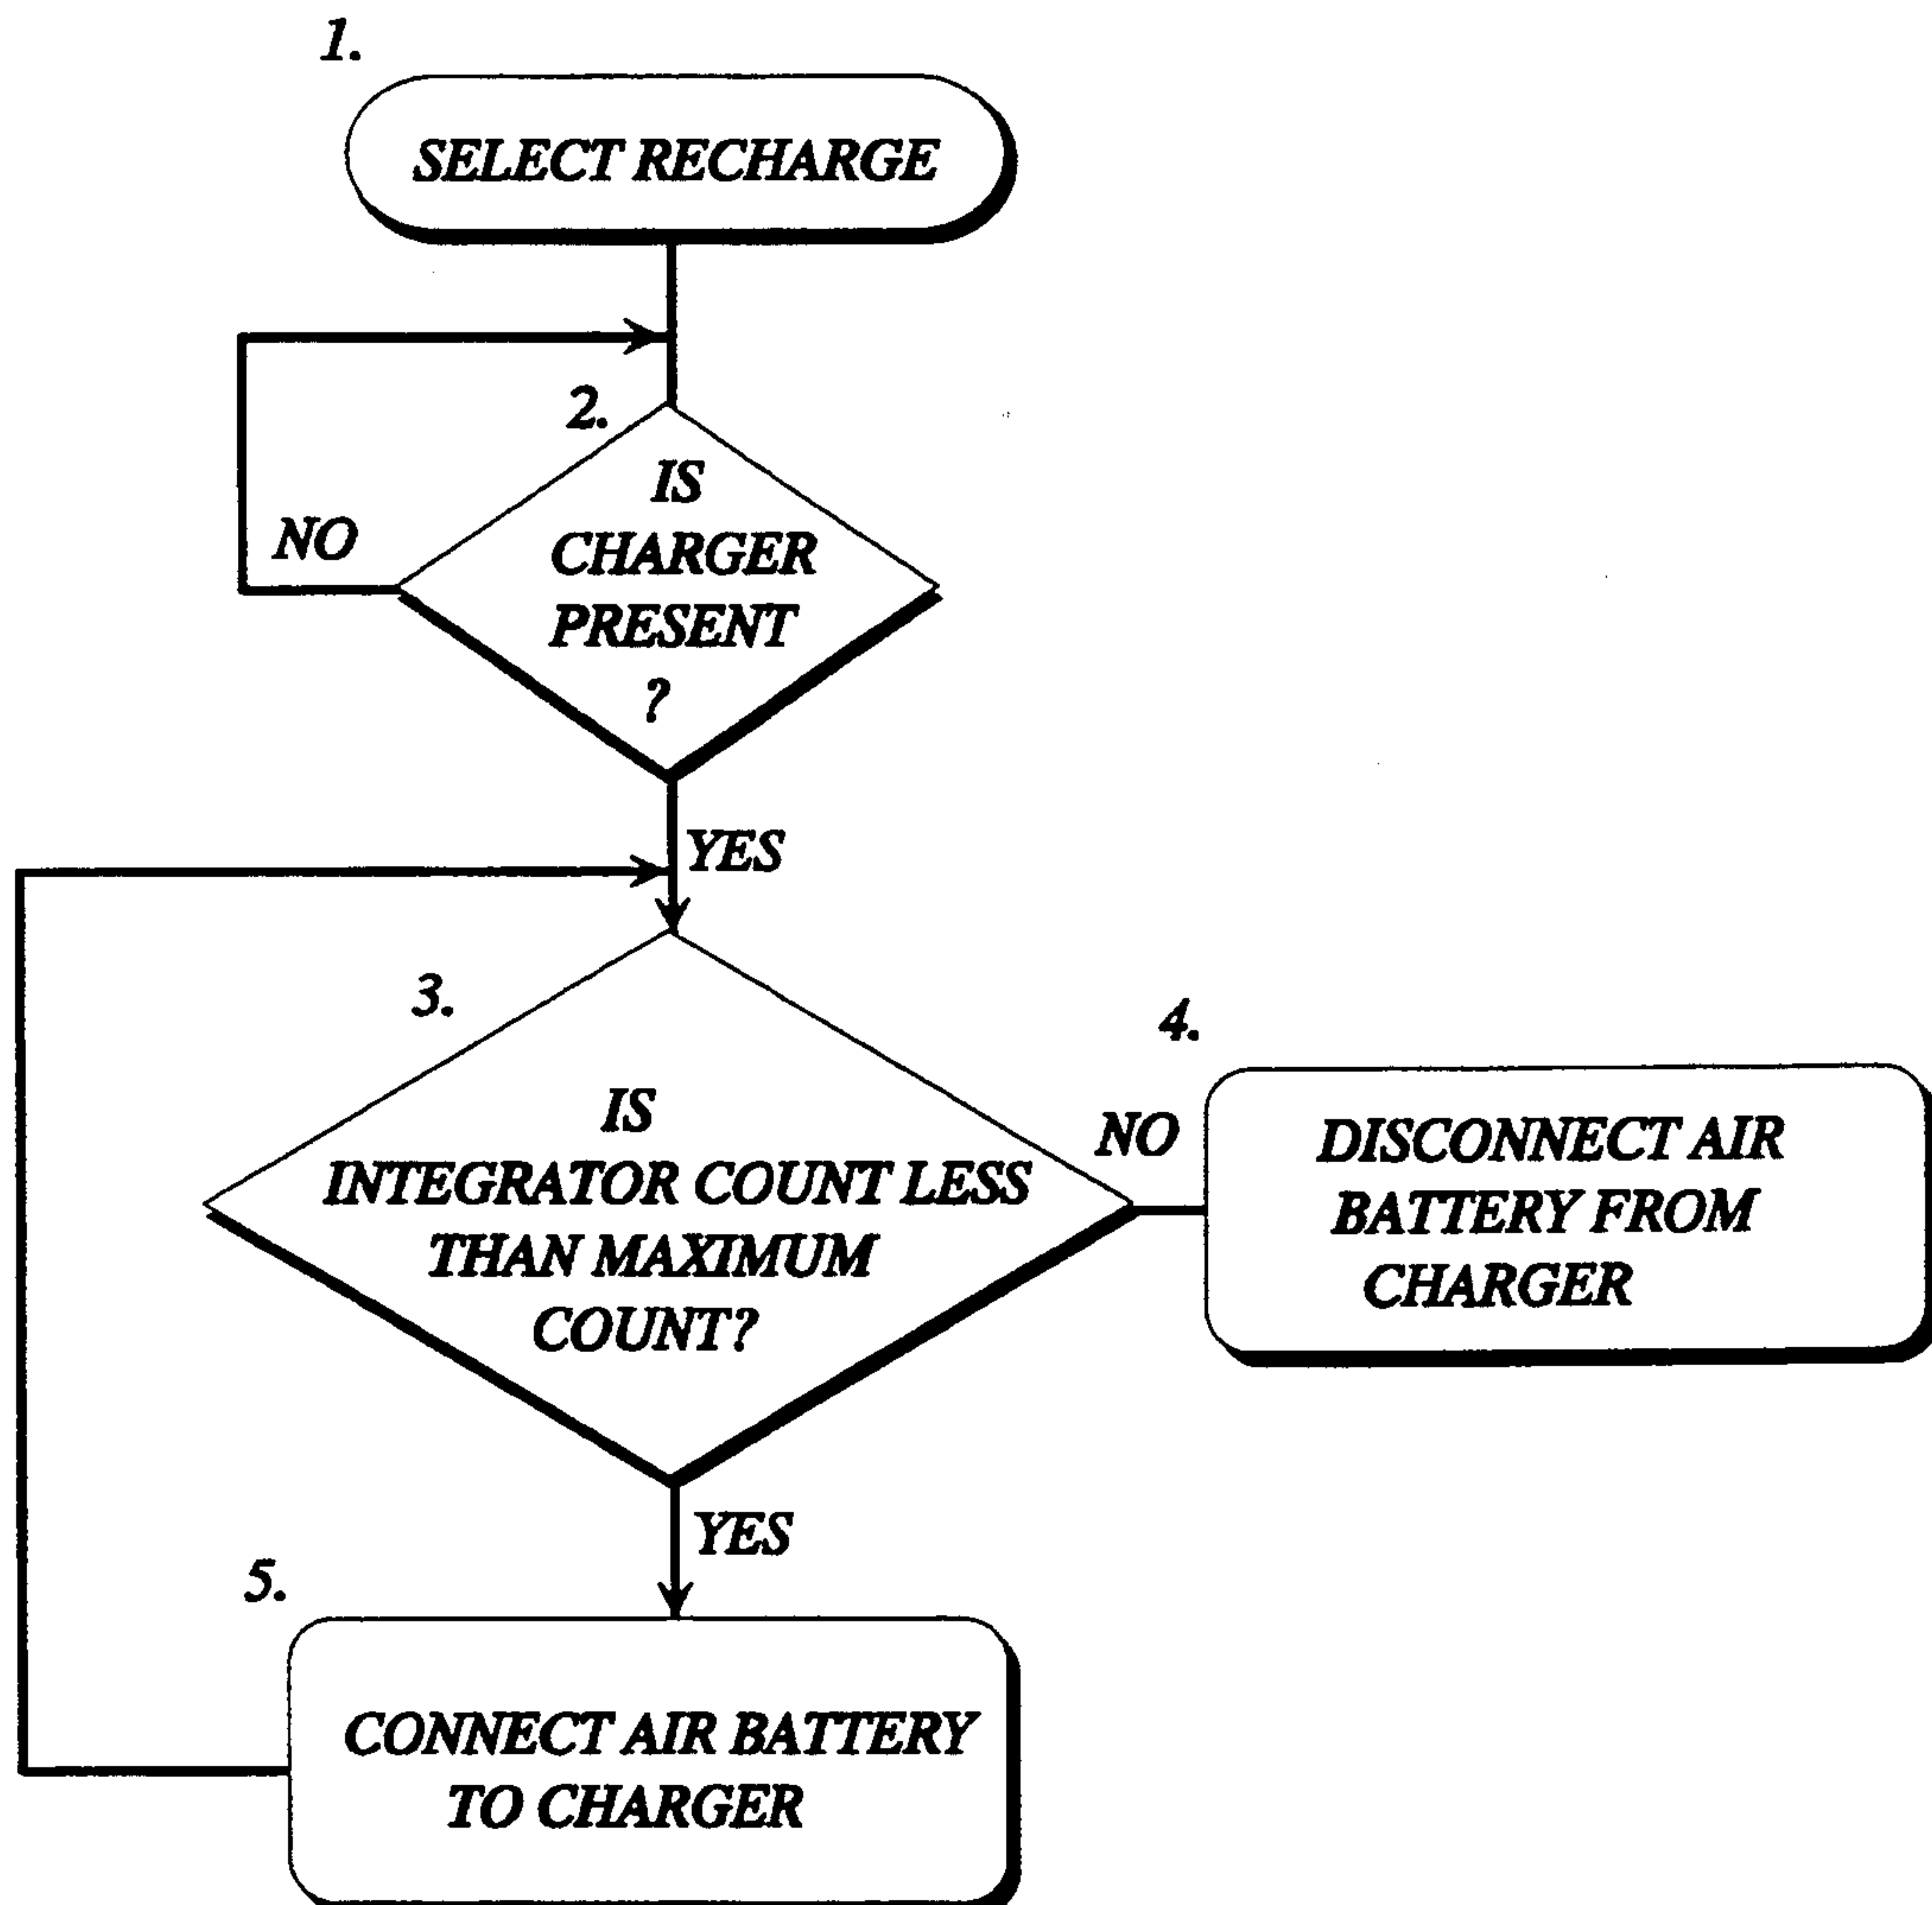 1.
SELECT RECHARGE
2.
IS
CHARGER
PRESENT
?
NO
YES
3.
IS
INTEGRATOR COUNT LESS
THAN MAXIMUM
COUNT?
NO
4.
DISCONNECT AIR
BATTERY FROM
CHARGER
YES
5.
CONNECT AIR BATTERY
TO CHARGER